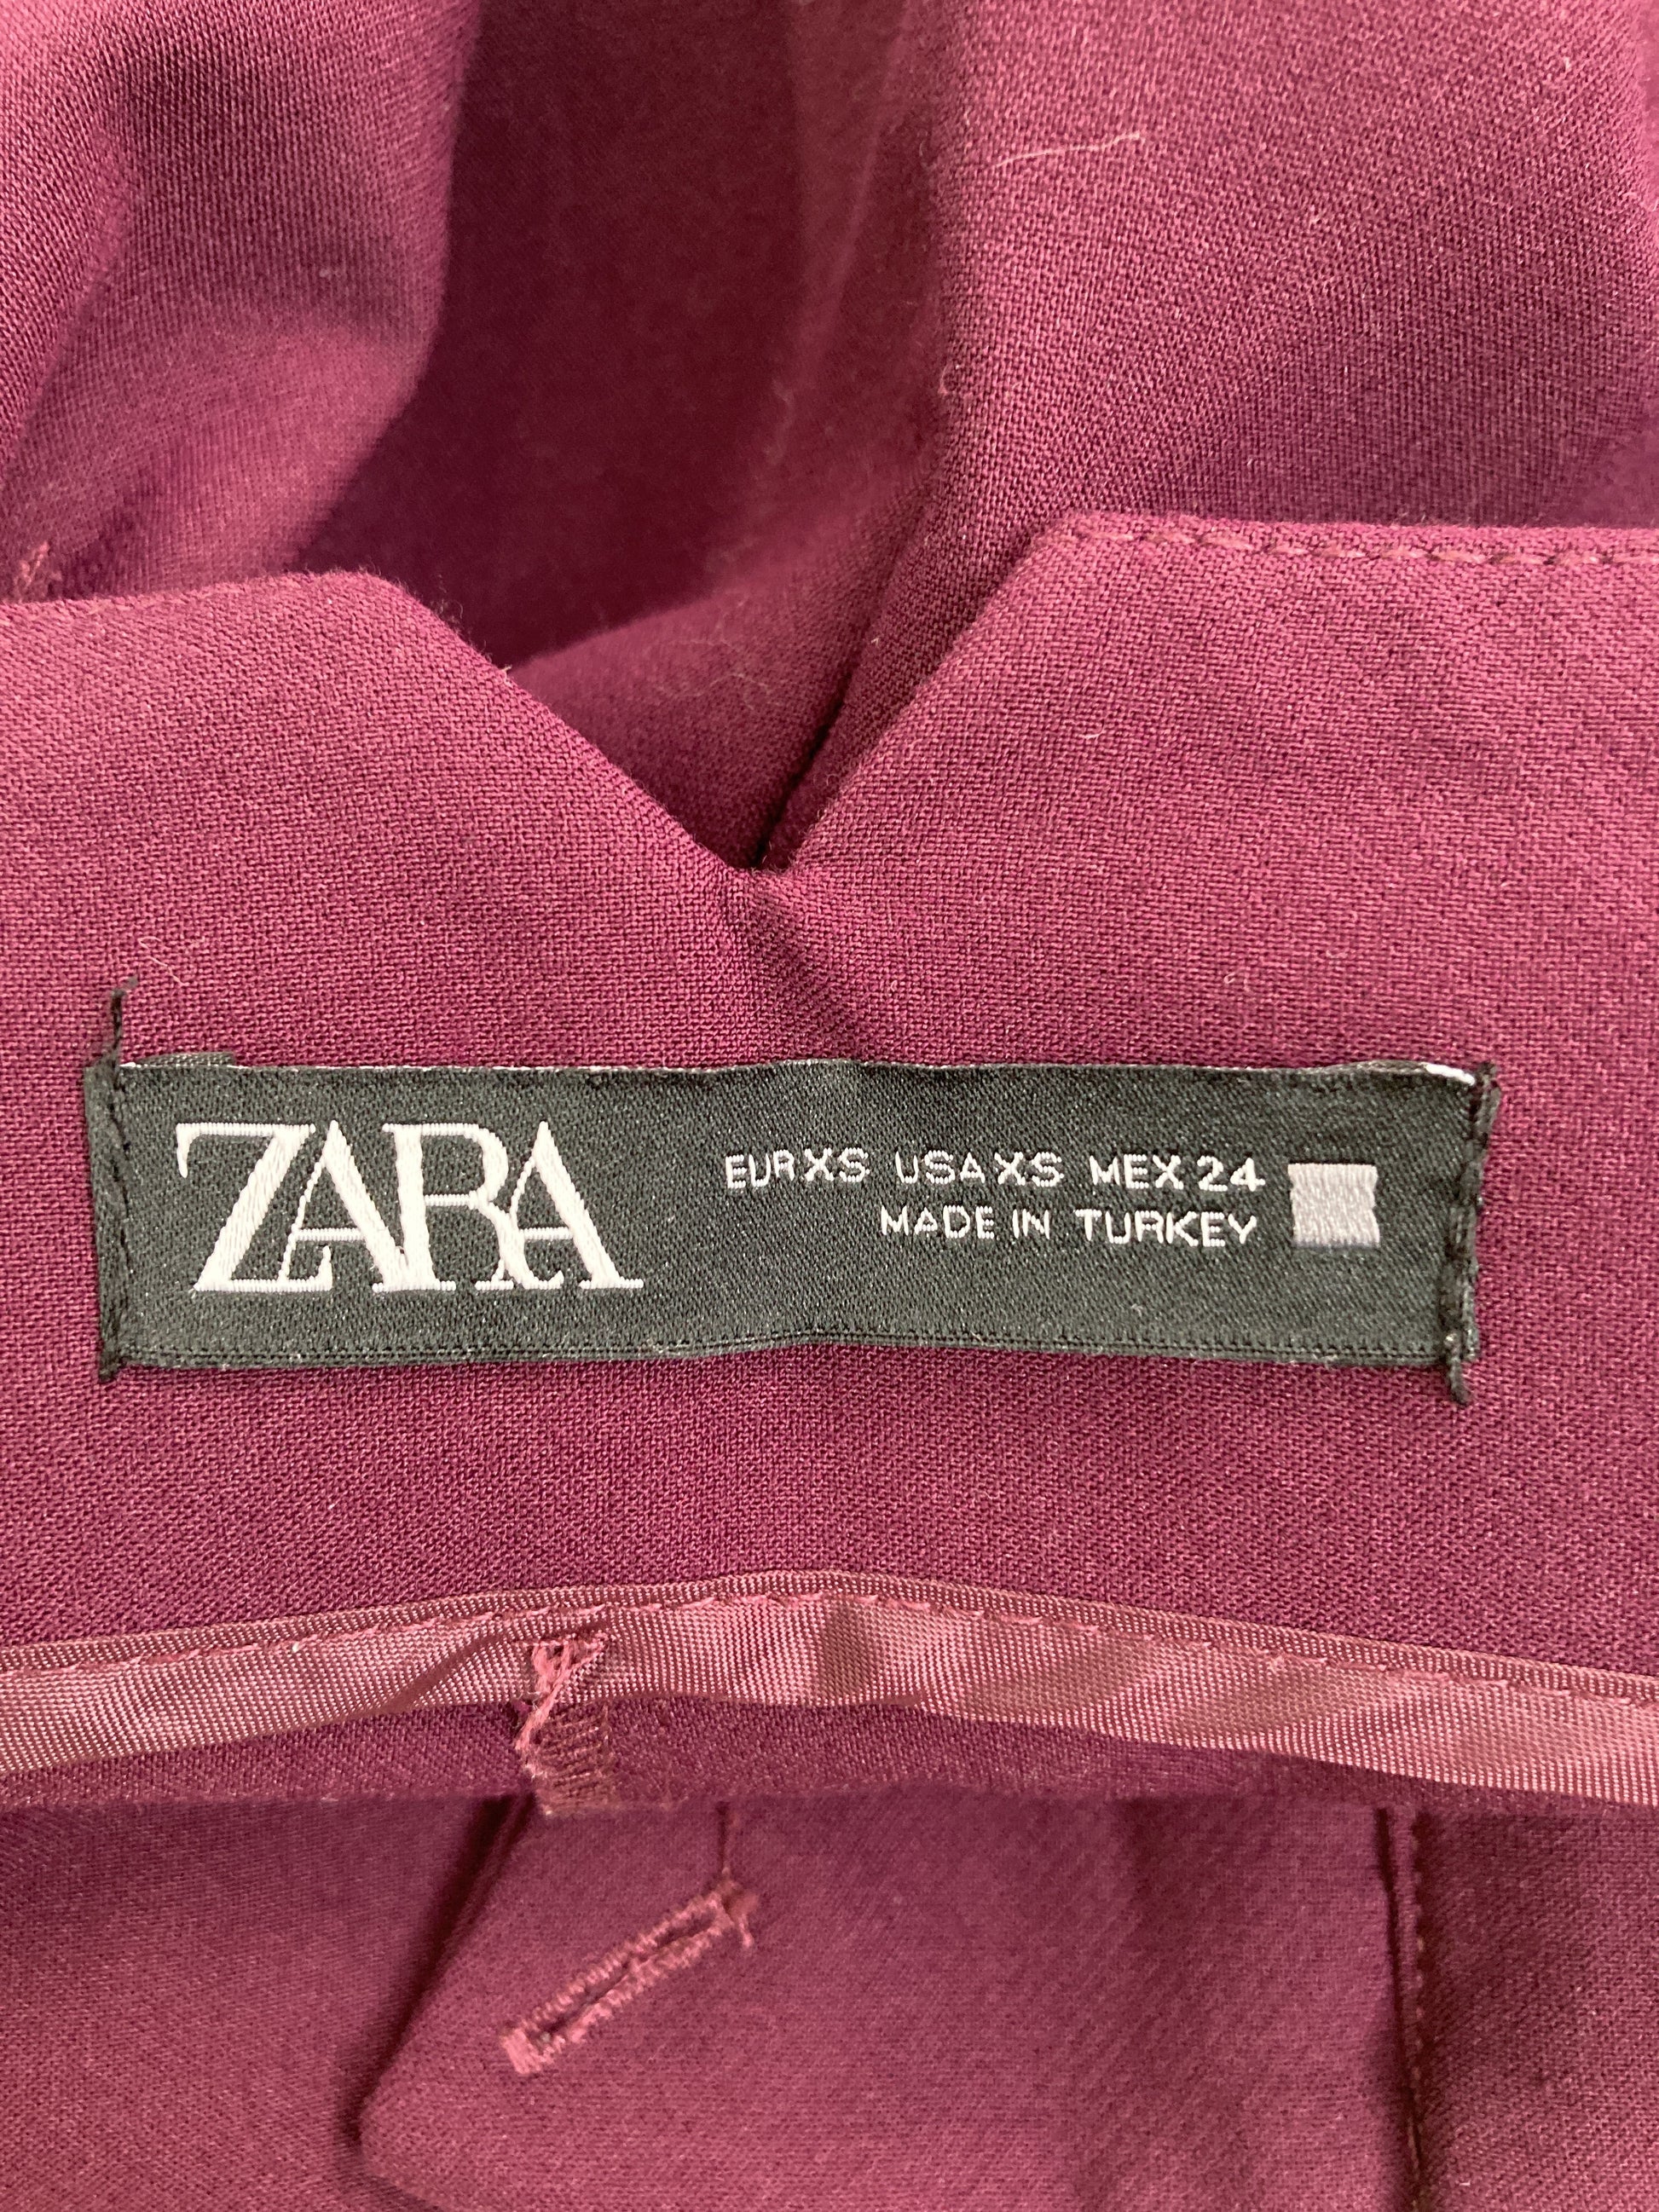 ZARA
EUR XS USA XS MEX 24
MADE IN TURKEY